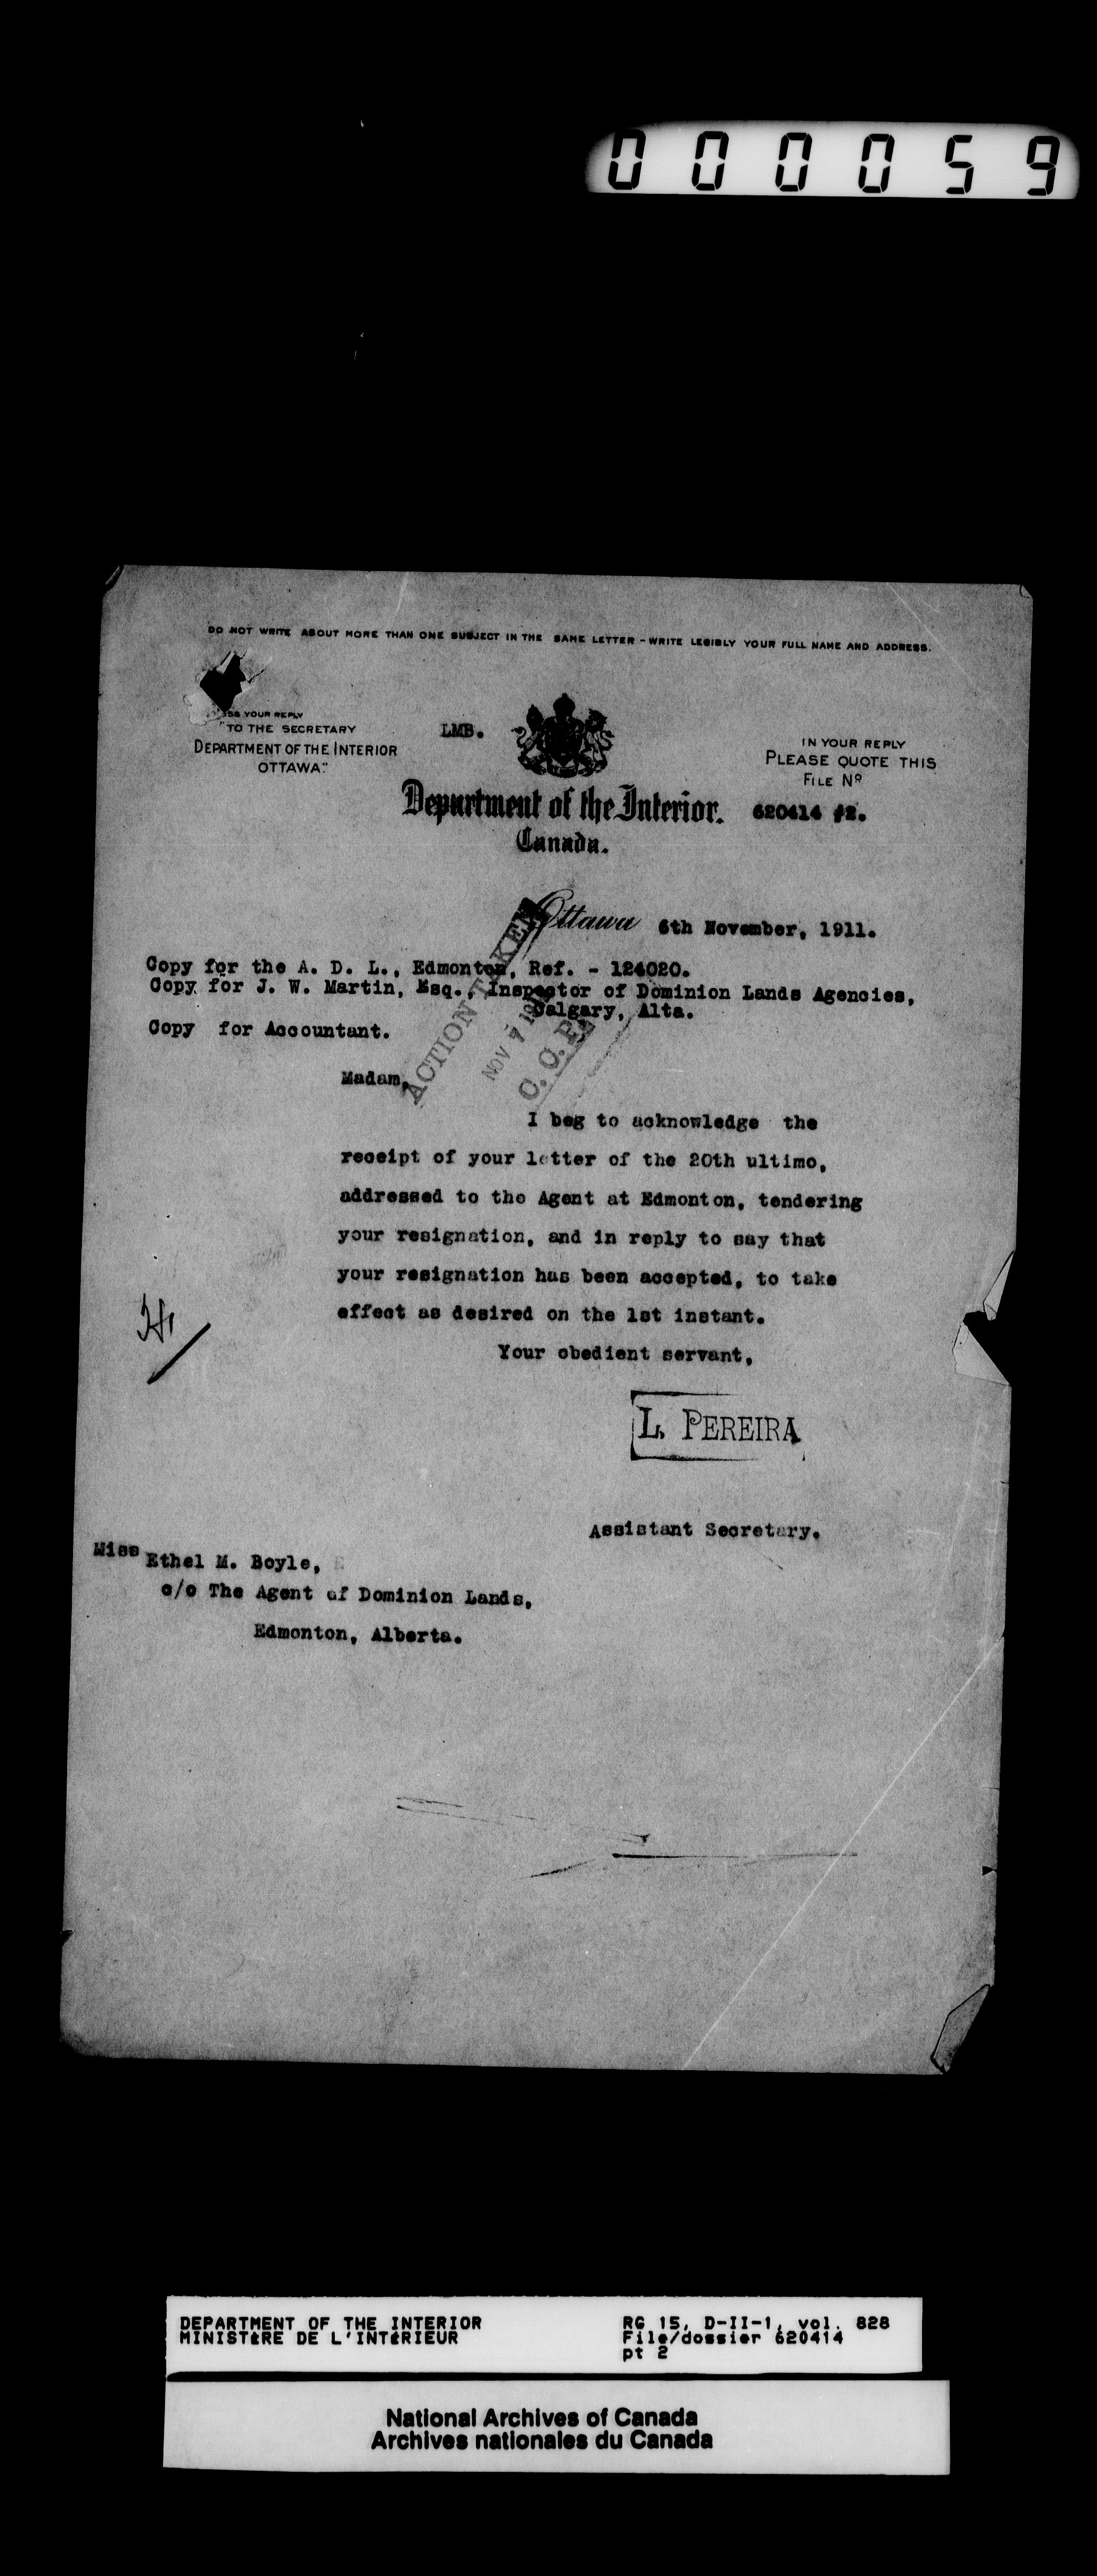 000059
DO NOT WRITE ABOUT MORE THAN ONE SUBJECT IN THE SAME LETTER - WRITE LEGIBLY YOUR FULL NAME AND ADDRESS.
YOUR REPLY
"TO THE SECRETARY
DEPARTMENT OF THE INTERIOR
OTTAWA."
LMB.
IN YOUR REPLY
PLEASE QUOTE THIS
FILE No
620414 #2.
Department of the Interior.
Canada.
Ottawa 6th November, 1911.
Copy for the A. D. L., Edmonton, Ref. - 124020.
Copy for J. W. Martin, Esq., Inspector of Dominion Lands Agencies,
Calgary, Alta.
Copy for Accountant.
ACTION TAKEN
NOV 7
Madam,
I beg to acknowledge the
receipt of your letter of the 20th ultimo,
addressed to the Agent at Edmonton, tendering
your resignation, and in reply to say that
your resignation has been accepted, to take
effect as desired on the 1st instant.
Your obedient servant,
L. PEREIRA
Assistant Secretary.
Miss Ethel M. Boyle,
c/o The Agent of Dominion Lands,
Edmonton, Alberta.
DEPARTMENT OF THE INTERIOR
MINISTÈRE DE L'INTÉRIEUR
RG 15, D-II-1, vol. 828
File/dossier 620414
pt 2
National Archives of Canada
Archives nationales du Canada